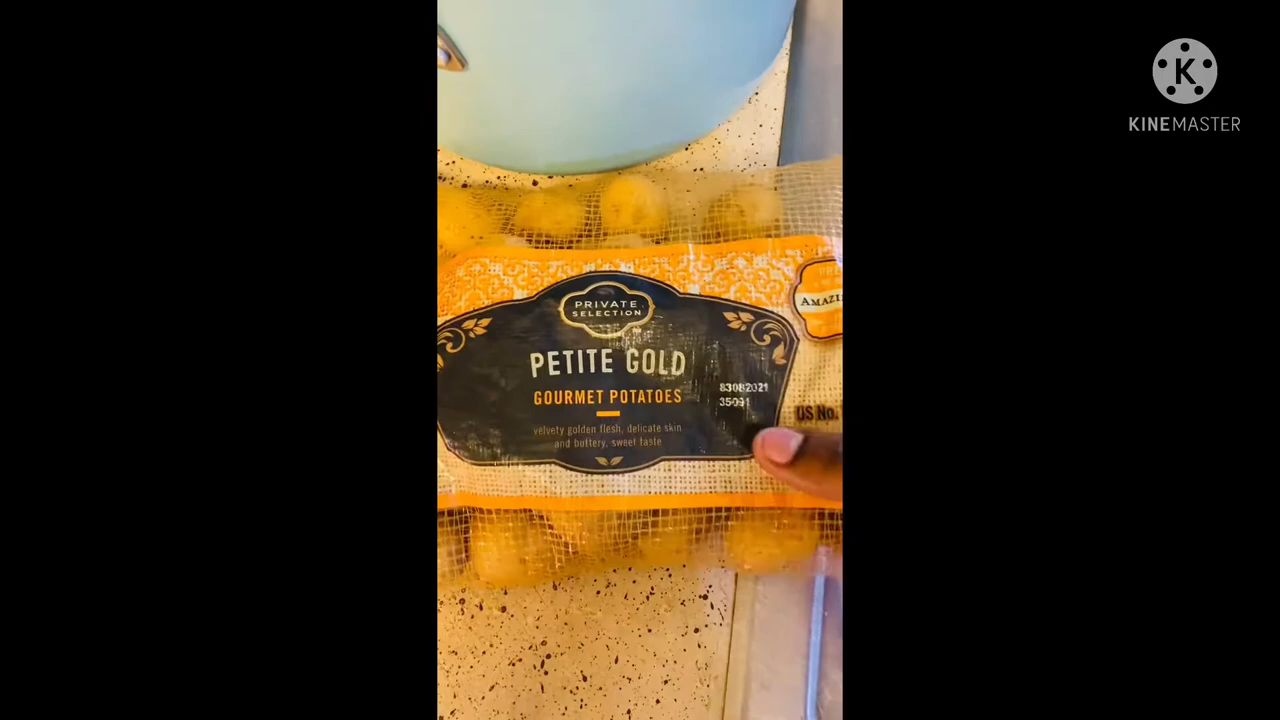 KINEMASTER
PRIVATE
SELECTION
PETITE GOLD
GOURMET POTATOES
velvety golden flesh, delicate skin
and buttery, sweet taste
83082021
35091
US No.